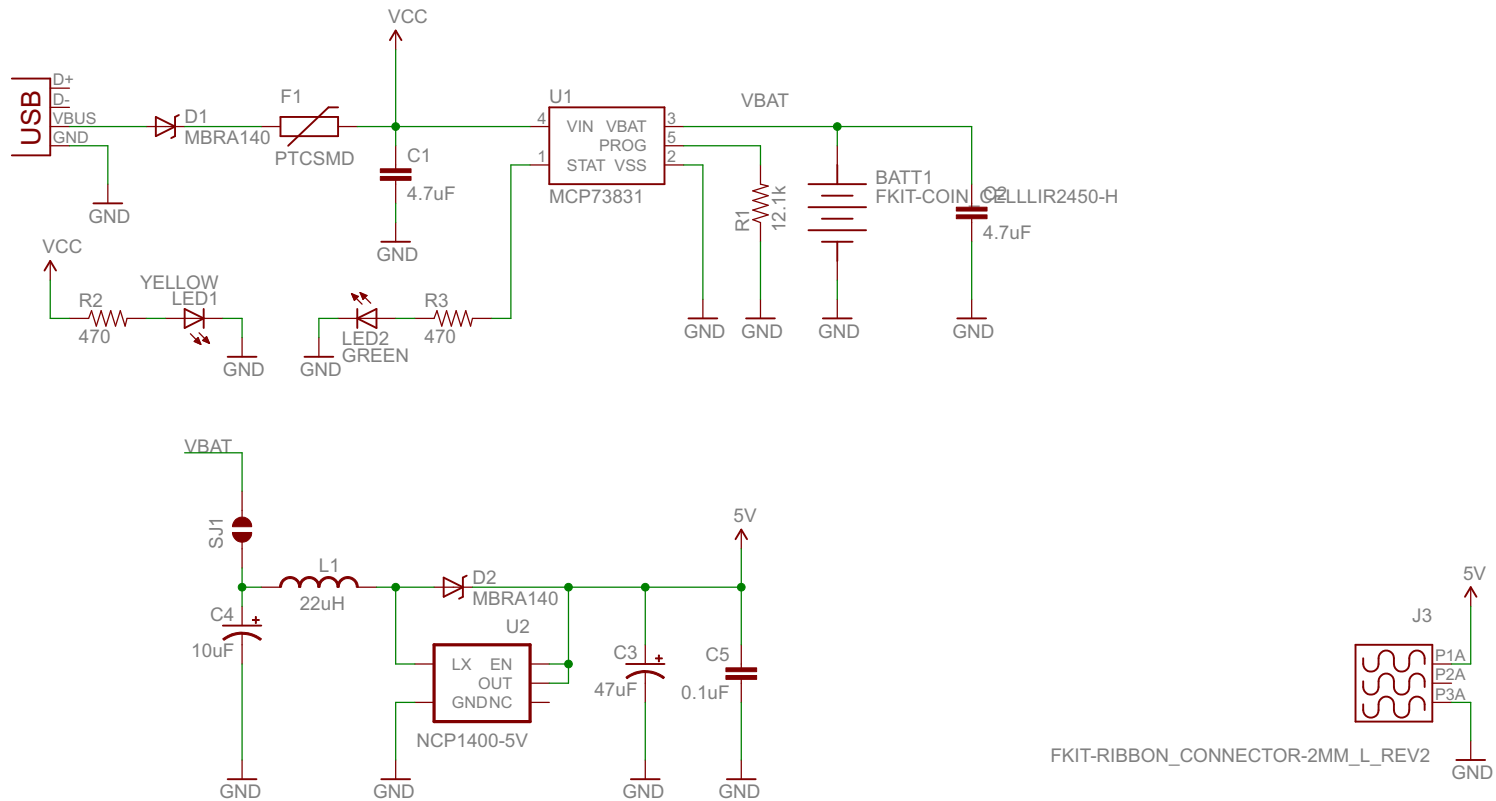 VCC
USB
D+
D-
VBUS
GND
D1
MBRA140
F1
PTCSMD
C1
4.7uF
GND
GND
U1
4
1
VIN VBAT
PROG
STAT VSS
3
5
2
MCP73831
VBAT
R1
12.1k
BATT1
FKIT-COIN_CELLLIR2450-H
C2
4.7uF
GND
GND
GND
GND
VCC
R2
470
YELLOW
LED1
GND
GND
LED2
GREEN
R3
470
VBAT
SJ1
L1
22uH
C4
10uF
GND
D2
MBRA140
U2
LX EN
OUT
GNDNC
NCP1400-5V
GND
C3
47uF
GND
C5
0.1uF
GND
5V
5V
J3
P1A
P2A
P3A
FKIT-RIBBON_CONNECTOR-2MM_L_REV2
GND